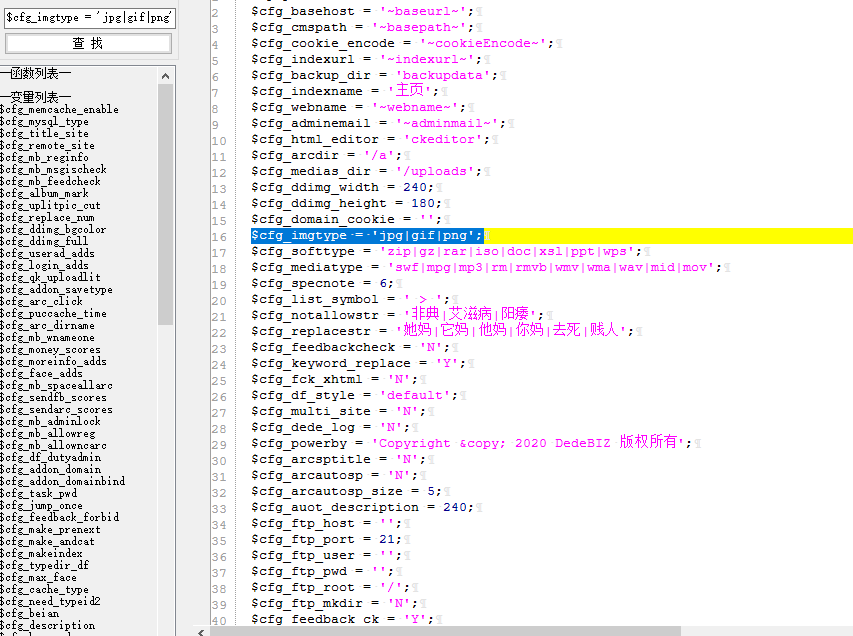 $cfg_imgtype = 'jpg|gif|png'
查 找
—函数列表—
—变量列表—
$cfg_memcache_enable
$cfg_mysql_type
$cfg_title_site
$cfg_remote_site
$cfg_mb_reginfo
$cfg_mb_msgischeck
$cfg_mb_feedcheck
$cfg_album_mark
$cfg_uplitpic_cut
$cfg_replace_num
$cfg_ddimg_bgcolor
$cfg_ddimg_full
$cfg_userad_adds
$cfg_login_adds
$cfg_qk_uploadlit
$cfg_addon_savetype
$cfg_arc_click
$cfg_puccache_time
$cfg_arc_dirname
$cfg_mb_wnameone
$cfg_money_scores
$cfg_moreinfo_adds
$cfg_face_adds
$cfg_mb_spaceallarc
$cfg_sendfb_scores
$cfg_sendarc_scores
$cfg_mb_adminlock
$cfg_mb_allowreg
$cfg_mb_allowncarc
$cfg_df_dutyadmin
$cfg_addon_domain
$cfg_addon_domainbind
$cfg_task_pwd
$cfg_jump_once
$cfg_feedback_forbid
$cfg_make_prenext
$cfg_make_andcat
$cfg_makeindex
$cfg_typedir_df
$cfg_max_face
$cfg_cache_type
$cfg_need_typeid2
$cfg_beian
$cfg_description
2 $cfg_basehost = '~baseurl~';¶
3 $cfg_cmspath = '~basepath~';¶
4 $cfg_cookie_encode = '~cookieEncode~';¶
5 $cfg_indexurl = '~indexurl~';¶
6 $cfg_backup_dir = 'backupdata';¶
7 $cfg_indexname = '主页';¶
8 $cfg_webname = '~webname~';¶
9 $cfg_adminemail = '~adminmail~';¶
10 $cfg_html_editor = 'ckeditor';¶
11 $cfg_arcdir = '/a';¶
12 $cfg_medias_dir = '/uploads';¶
13 $cfg_ddimg_width = 240;¶
14 $cfg_ddimg_height = 180;¶
15 $cfg_domain_cookie = '';¶
16 $cfg_imgtype = 'jpg|gif|png';¶
17 $cfg_softtype = 'zip|gz|rar|iso|doc|xsl|ppt|wps';¶
18 $cfg_mediatype = 'swf|mpg|mp3|rm|rmvb|wmv|wma|wav|mid|mov';¶
19 $cfg_specnote = 6;¶
20 $cfg_list_symbol = ' > ';¶
21 $cfg_notallowstr = '非典|艾滋病|阳痿';¶
22 $cfg_replacestr = '她妈|它妈|他妈|你妈|去死|贱人';¶
23 $cfg_feedbackcheck = 'N';¶
24 $cfg_keyword_replace = 'Y';¶
25 $cfg_fck_xhtml = 'N';¶
26 $cfg_df_style = 'default';¶
27 $cfg_multi_site = 'N';¶
28 $cfg_dede_log = 'N';¶
29 $cfg_powerby = 'Copyright &copy; 2020 DedeBIZ 版权所有';¶
30 $cfg_arcsptitle = 'N';¶
31 $cfg_arcautosp = 'N';¶
32 $cfg_arcautosp_size = 5;¶
33 $cfg_auot_description = 240;¶
34 $cfg_ftp_host = '';¶
35 $cfg_ftp_port = 21;¶
36 $cfg_ftp_user = '';¶
37 $cfg_ftp_pwd = '';¶
38 $cfg_ftp_root = '/';¶
39 $cfg_ftp_mkdir = 'N';¶
40 $cfg_feedback_ck = 'Y';¶